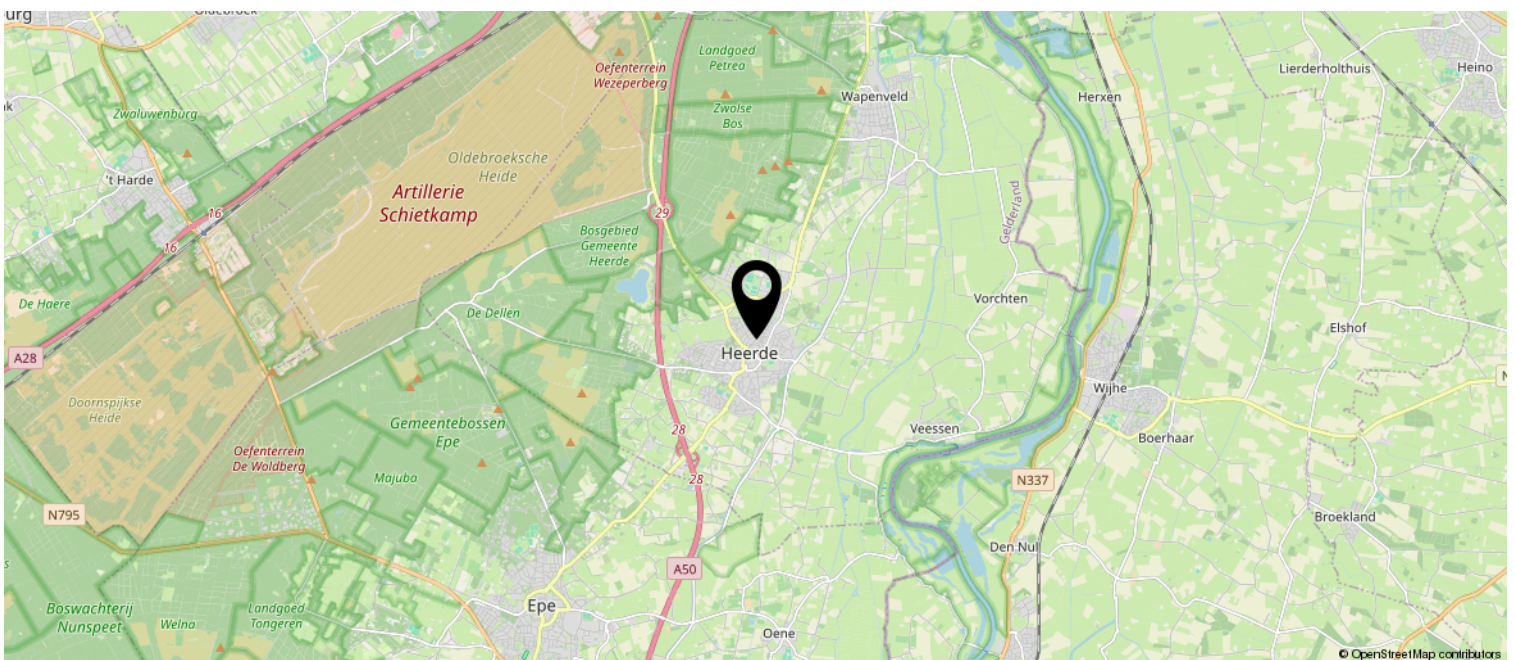 urg
Oldebroek
Landgoed
Petrea
Oefenterrein
Wezeperberg
Lierderholthuis
Heino
Wapenveld
Herxen
Zwaluwenburg
Zwolse
Bos
Oldebroeksche
Heide
't Harde
Artillerie
Schietkamp
16
29
Gelderland
16
Bosgebied
Gemeente
Heerde
De Haere
De Dellen
Vorchten
Elshof
A28
Heerde
Wijhe
N
Doornspijkse
Heide
Gemeentebossen
Epe
28
Veessen
Boerhaar
Oefenterrein
De Woldberg
Majuba
28
N337
N795
Broekland
Den Nul
s
A50
Boswachterij
Nunspeet
Landgoed
Tongeren
Welna
Epe
Oene
© OpenStreetMap contributors